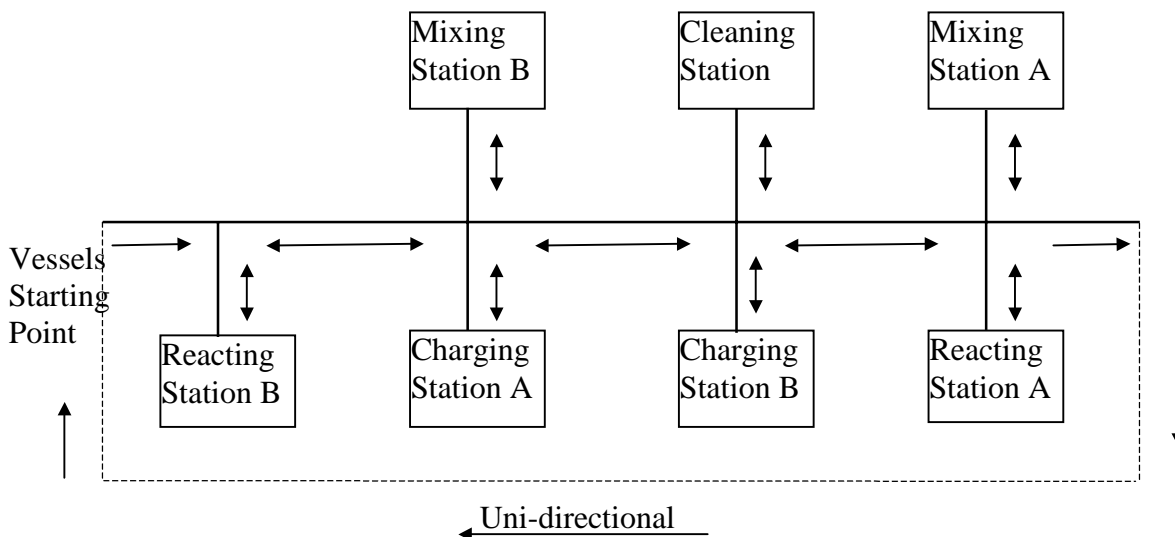 Mixing
Station B
Cleaning
Station
Mixing
Station A
Vessels
Starting
Point
Reacting
Station B
Charging
Station A
Charging
Station B
Reacting
Station A
Uni-directional